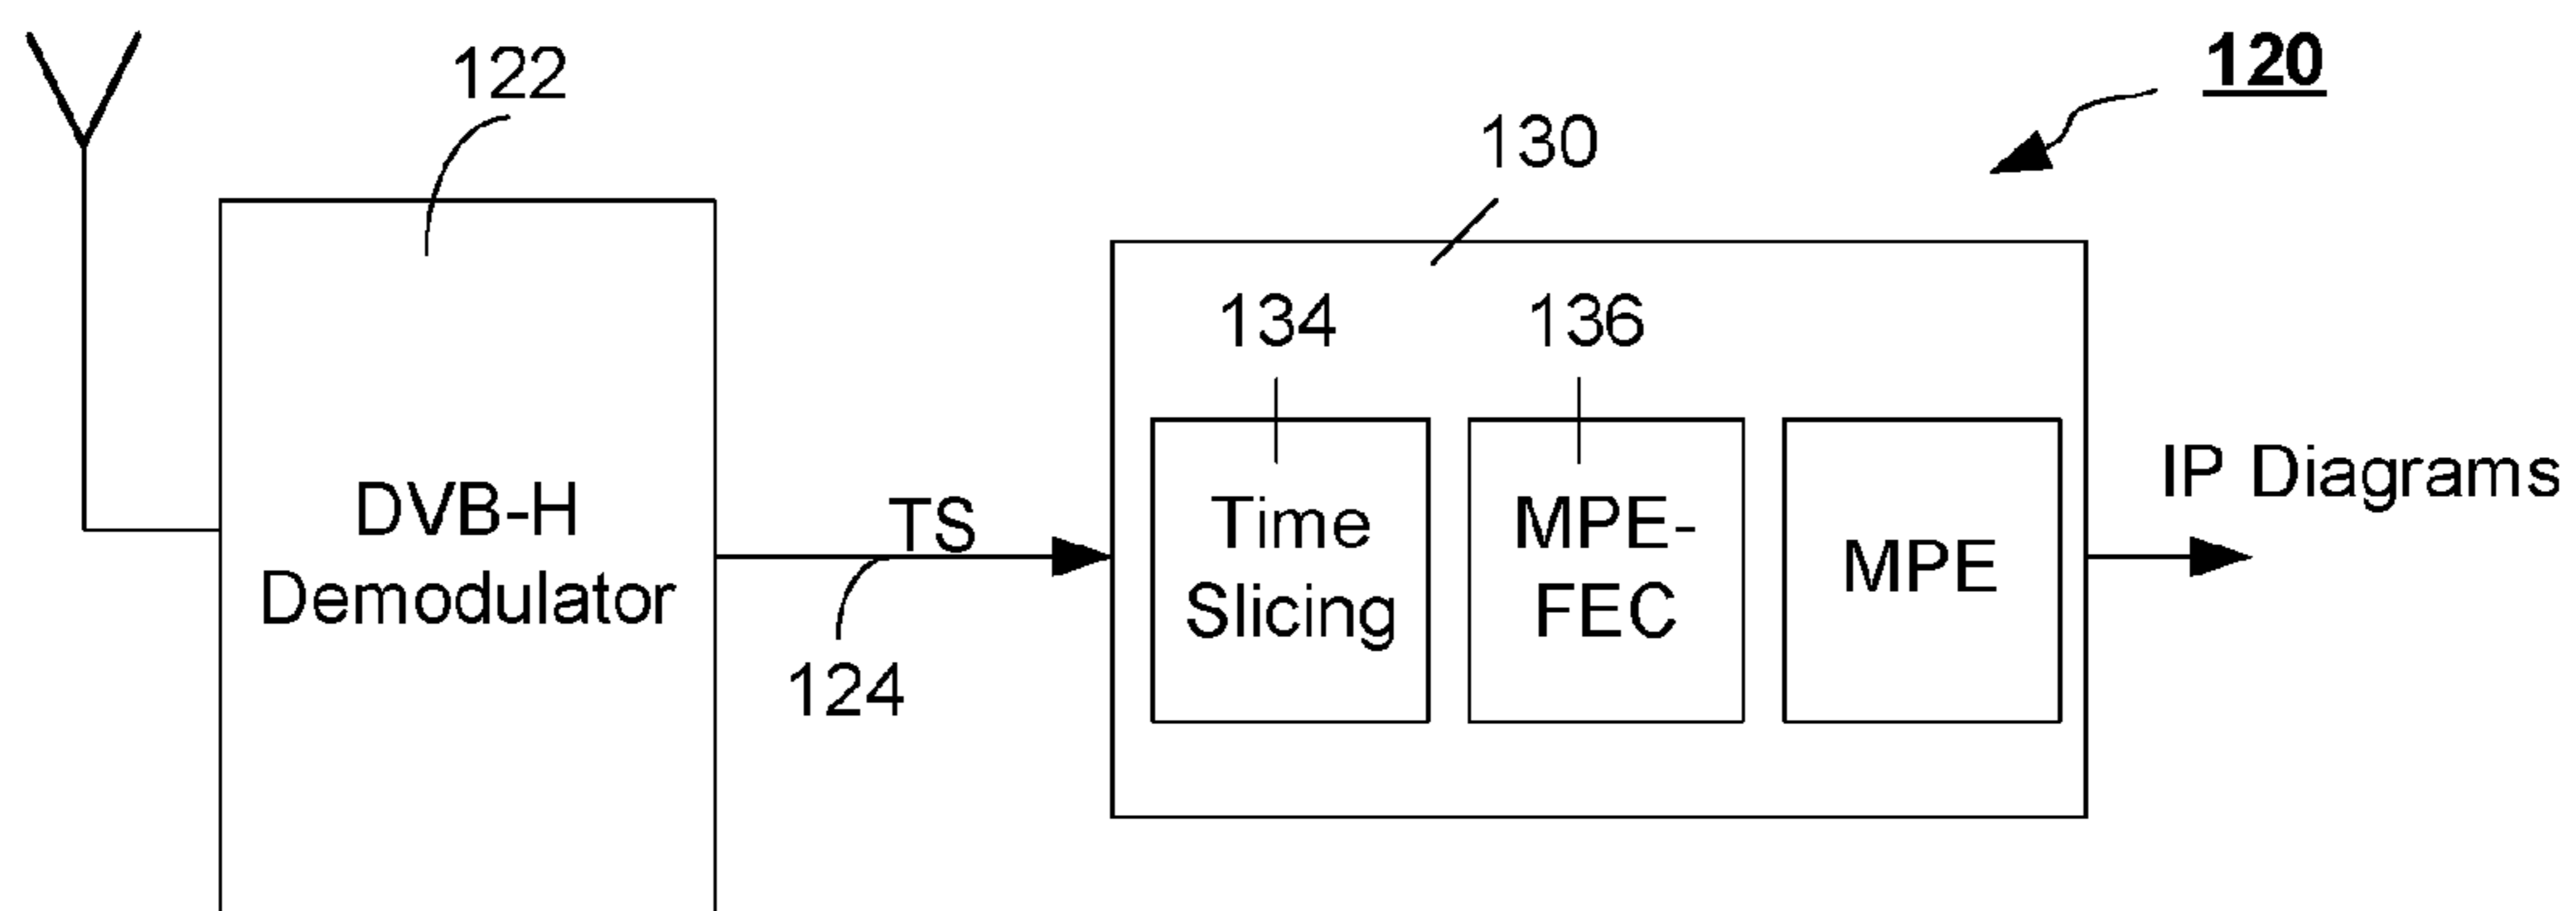 120
122
130
134
136
DVB-H
Demodulator
TS
124
Time
Slicing
MPE-
FEC
MPE
IP Diagrams